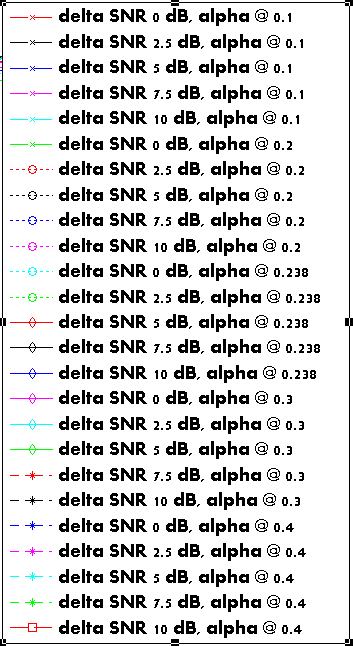 delta SNR 0 dB, alpha @ 0.1
delta SNR 2.5 dB, alpha @ 0.1
delta SNR 5 dB, alpha @ 0.1
delta SNR 7.5 dB, alpha @ 0.1
delta SNR 10 dB, alpha @ 0.1
delta SNR 0 dB, alpha @ 0.2
delta SNR 2.5 dB, alpha @ 0.2
delta SNR 5 dB, alpha @ 0.2
delta SNR 7.5 dB, alpha @ 0.2
delta SNR 10 dB, alpha @ 0.2
delta SNR 0 dB, alpha @ 0.238
delta SNR 2.5 dB, alpha @ 0.238
delta SNR 5 dB, alpha @ 0.238
delta SNR 7.5 dB, alpha @ 0.238
delta SNR 10 dB, alpha @ 0.238
delta SNR 0 dB, alpha @ 0.3
delta SNR 2.5 dB, alpha @ 0.3
delta SNR 5 dB, alpha @ 0.3
delta SNR 7.5 dB, alpha @ 0.3
delta SNR 10 dB, alpha @ 0.3
delta SNR 0 dB, alpha @ 0.4
delta SNR 2.5 dB, alpha @ 0.4
delta SNR 5 dB, alpha @ 0.4
delta SNR 7.5 dB, alpha @ 0.4
delta SNR 10 dB, alpha @ 0.4